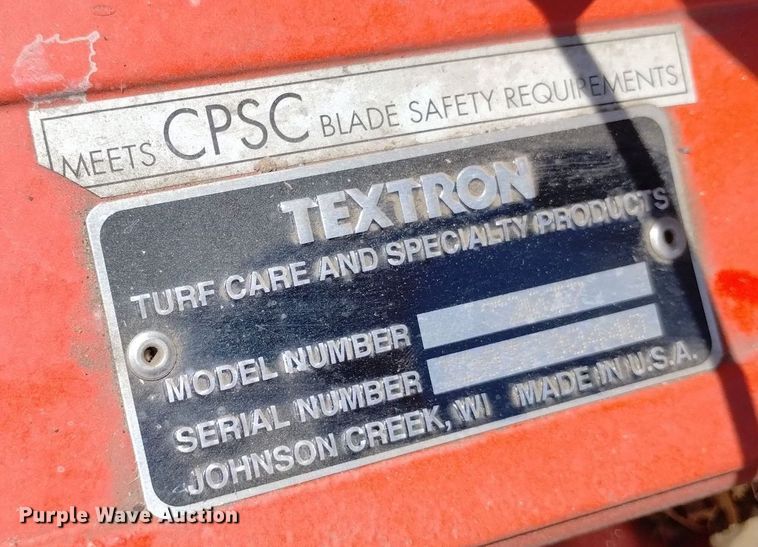 MEETS CPSC BLADE SAFETY REQUIREMENTS
TEXTRON
TURF CARE AND SPECIALTY PRODUCTS
MODEL NUMBER
SERIAL NUMBER
JOHNSON CREEK, WI MADE IN U.S.A.
Purple Wave Auction